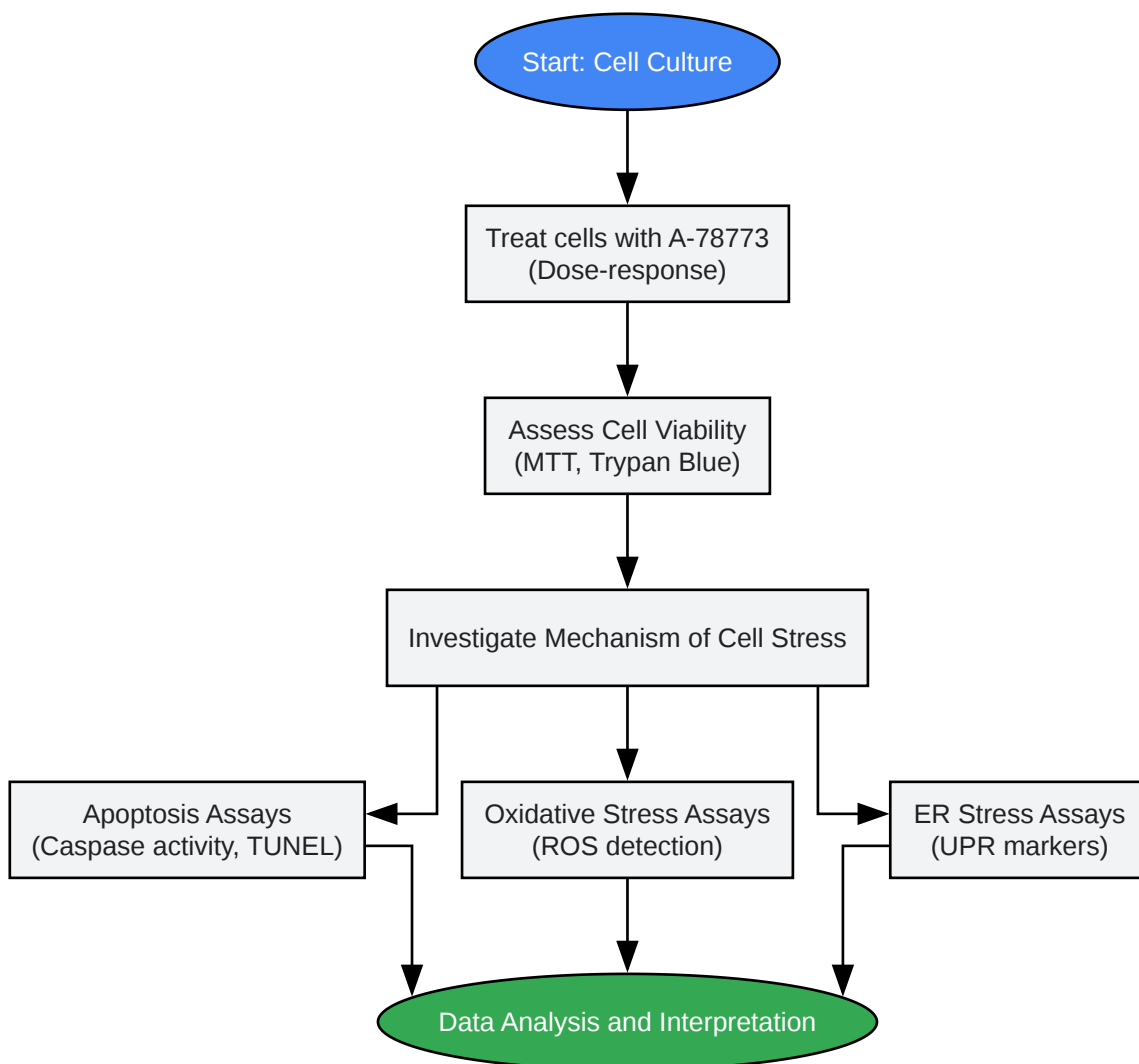 Start: Cell Culture
Treat cells with A-78773
(Dose-response)
Assess Cell Viability
(MTT, Trypan Blue)
Investigate Mechanism of Cell Stress
Apoptosis Assays
(Caspase activity, TUNEL)
Oxidative Stress Assays
(ROS detection)
ER Stress Assays
(UPR markers)
Data Analysis and Interpretation